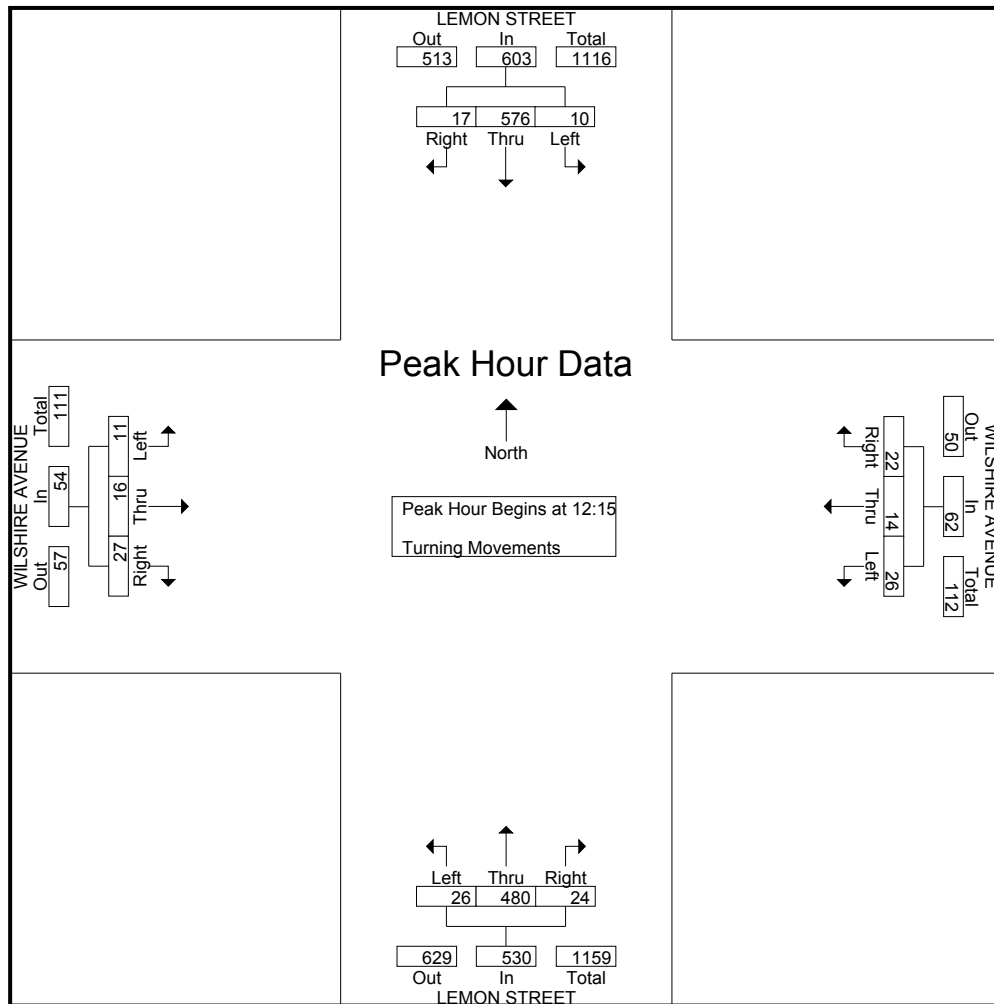 LEMON STREET
Out In Total
513 603 1116
17 576 10
Right Thru Left
Peak Hour Data
North
Peak Hour Begins at 12:15
Turning Movements
WILSHIRE AVENUE
Total In Out
111 54 57
11 16 27
Left Thru Right
WILSHIRE AVENUE
Out In Total
50 62 112
22 14 26
Right Thru Left
Left Thru Right
26 480 24
629 530 1159
Out In Total
LEMON STREET